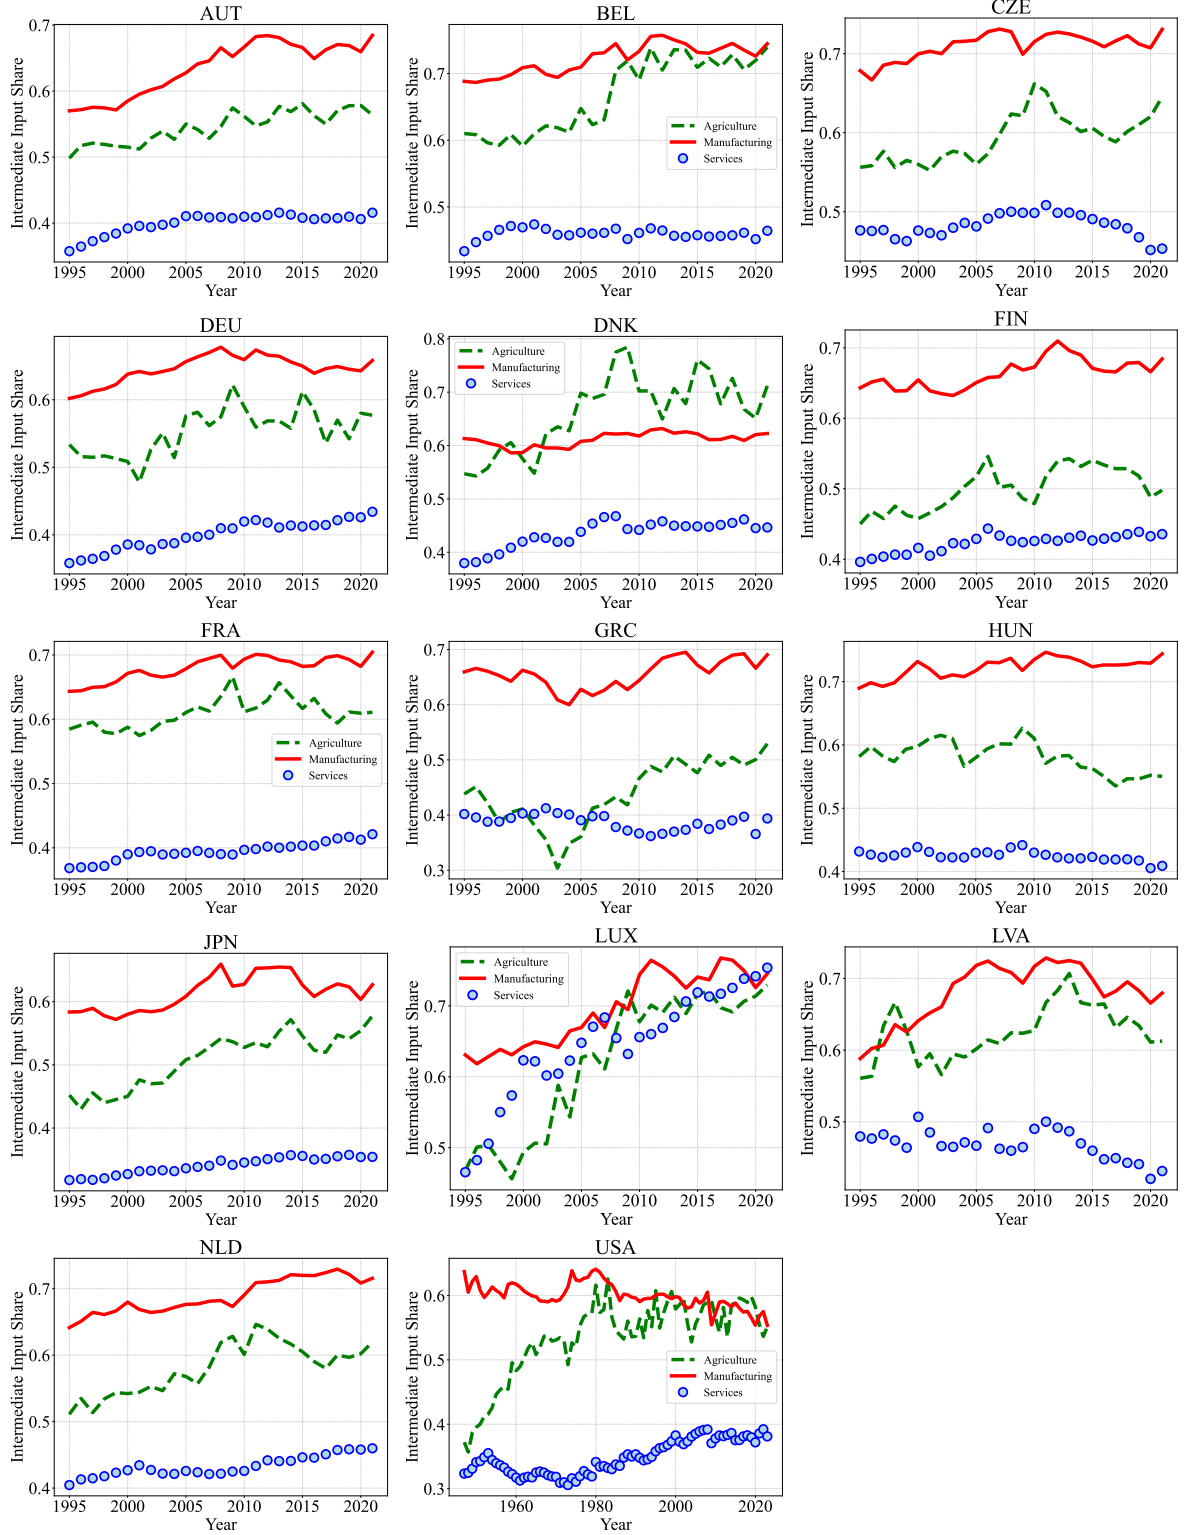 AUT
Intermediate Input Share
0.7
0.6
0.5
0.4
1995 2000 2005 2010 2015 2020
Year
BEL
Intermediate Input Share
0.7
0.6
0.5
Agriculture
Manufacturing
Services
1995 2000 2005 2010 2015 2020
Year
CZE
Intermediate Input Share
0.7
0.6
0.5
1995 2000 2005 2010 2015 2020
Year
DEU
Intermediate Input Share
0.6
0.5
0.4
1995 2000 2005 2010 2015 2020
Year
DNK
Intermediate Input Share
0.8
0.7
0.6
0.5
0.4
Agriculture
Manufacturing
Services
1995 2000 2005 2010 2015 2020
Year
FIN
Intermediate Input Share
0.7
0.6
0.5
0.4
1995 2000 2005 2010 2015 2020
Year
FRA
Intermediate Input Share
0.7
0.6
0.5
0.4
Agriculture
Manufacturing
Services
1995 2000 2005 2010 2015 2020
Year
GRC
Intermediate Input Share
0.7
0.6
0.5
0.4
0.3
1995 2000 2005 2010 2015 2020
Year
HUN
Intermediate Input Share
0.7
0.6
0.5
0.4
1995 2000 2005 2010 2015 2020
Year
JPN
Intermediate Input Share
0.6
0.5
0.4
1995 2000 2005 2010 2015 2020
Year
LUX
Intermediate Input Share
0.7
0.6
0.5
Agriculture
Manufacturing
Services
1995 2000 2005 2010 2015 2020
Year
LVA
Intermediate Input Share
0.7
0.6
0.5
1995 2000 2005 2010 2015 2020
Year
NLD
Intermediate Input Share
0.7
0.6
0.5
0.4
1995 2000 2005 2010 2015 2020
Year
USA
Intermediate Input Share
0.6
0.5
0.4
0.3
Agriculture
Manufacturing
Services
1960 1980 2000 2020
Year